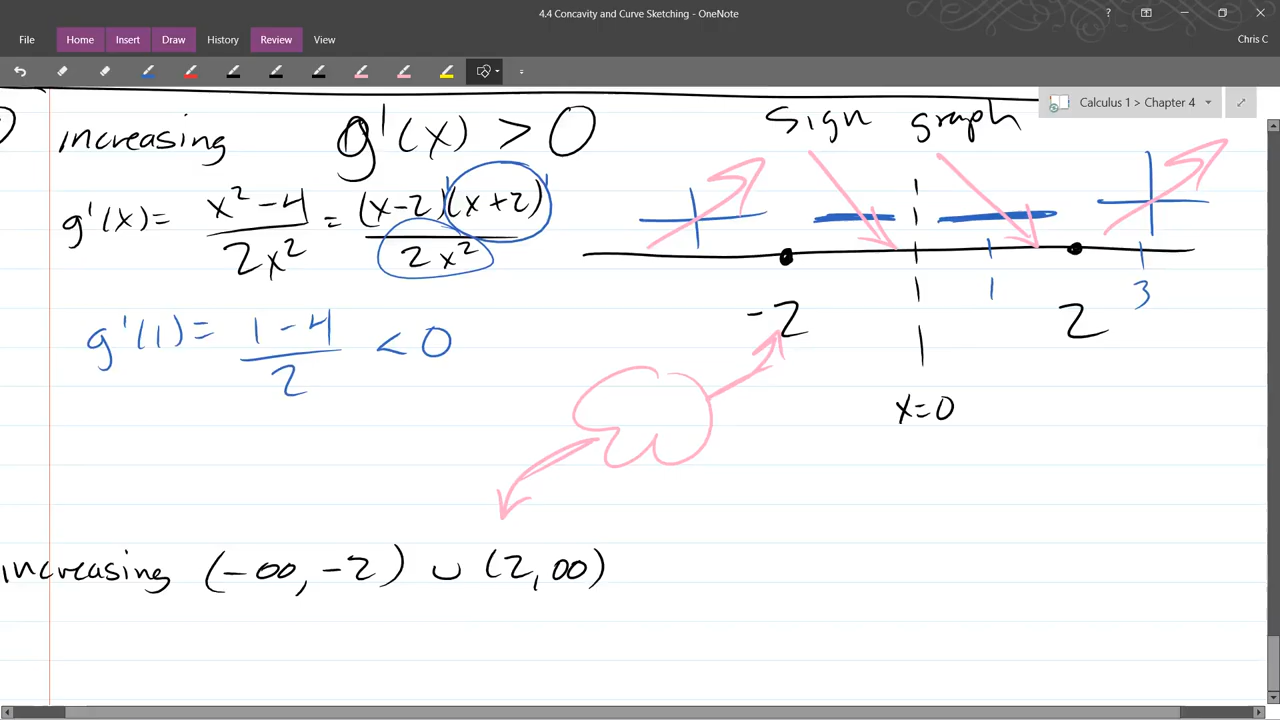 4.4 Concavity and Curve Sketching - OneNote
File Home Insert Draw History Review View
Chris C
Calculus 1 > Chapter 4
increasing g'(x) > 0
Sign graph
g'(x) = x² - 4 / 2x² = (x-2)(x+2) / 2x²
g'(1) = 1 - 4 / 2 < 0
-2 1 2 3
x=0
increasing (-∞, -2) ∪ (2, ∞)